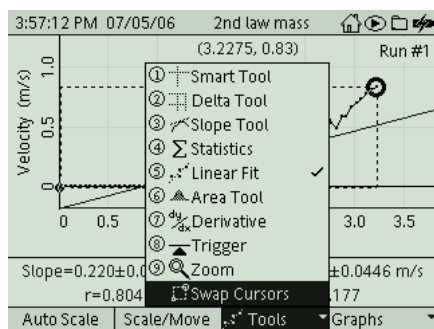 3:57:12 PM 07/05/06 2nd law mass
(3.2275, 0.83) Run #1
Velocity (m/s)
1.0
0.5
0
0 0.5 3.0 3.5
1 Smart Tool
2 Delta Tool
3 Slope Tool
4 Σ Statistics
5 Linear Fit ✓
6 Area Tool
7 dy/dx Derivative
8 Trigger
9 Zoom
Swap Cursors
Slope=0.220±0.0 ±0.0446 m/s
r=0.804 .177
Auto Scale Scale/Move Tools Graphs